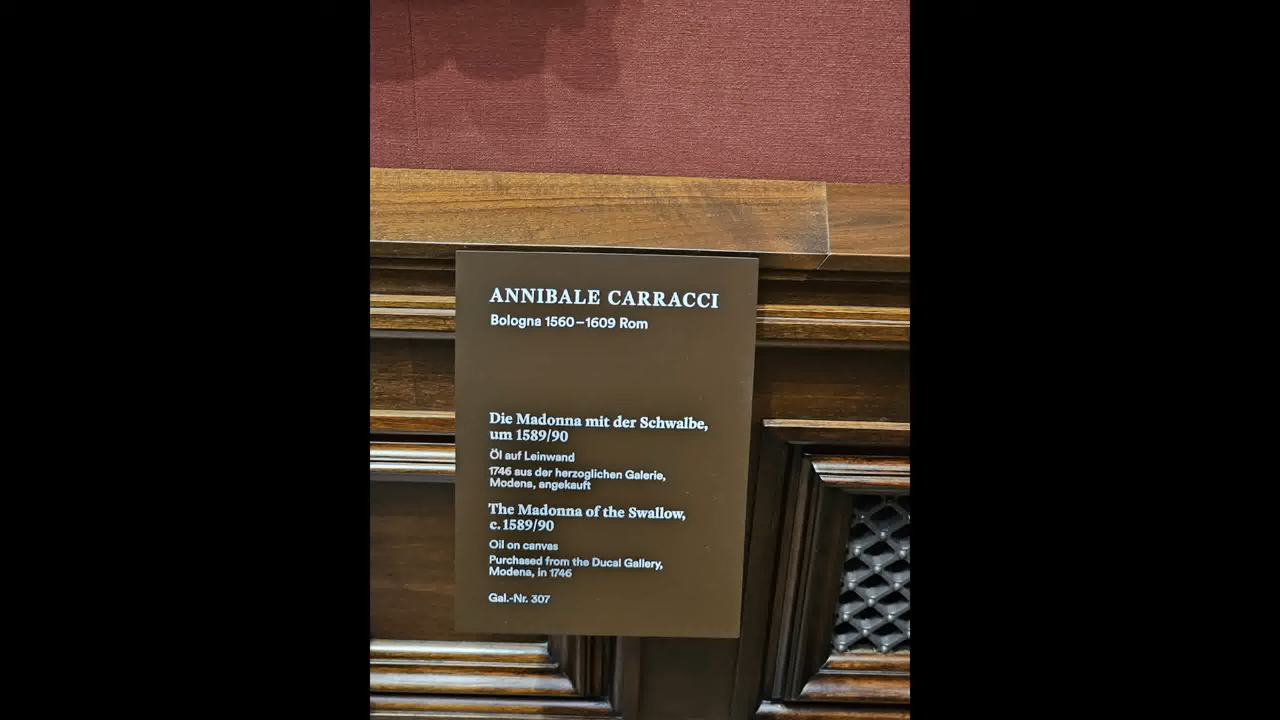 ANNIBALE CARRACCI
Bologna 1560–1609 Rom
Die Madonna mit der Schwalbe,
um 1589/90
Öl auf Leinwand
1746 aus der herzoglichen Galerie,
Modena, angekauft
The Madonna of the Swallow,
c. 1589/90
Oil on canvas
Purchased from the Ducal Gallery,
Modena, in 1746
Gal.-Nr. 307